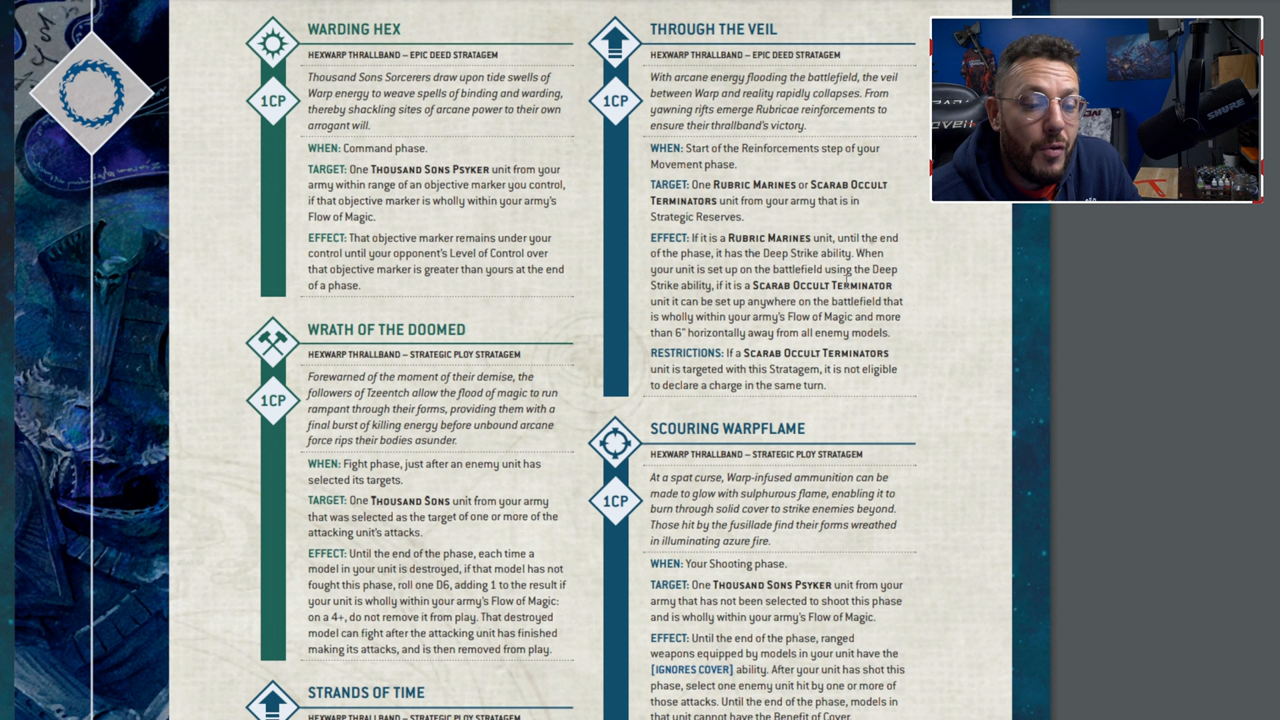 WARDING HEX
HEXWARP THRALLBAND – EPIC DEED STRATAGEM
1CP
Thousand Sons Sorcerers draw upon tide swells of
Warp energy to weave spells of binding and warding,
thereby shackling sites of arcane power to their own
arrogant will.
WHEN: Command phase.
TARGET: One THOUSAND SONS PSYKER unit from your
army within range of an objective marker you control,
if that objective marker is wholly within your army's
Flow of Magic.
EFFECT: That objective marker remains under your
control until your opponent's Level of Control over
that objective marker is greater than yours at the end
of a phase.
WRATH OF THE DOOMED
HEXWARP THRALLBAND – STRATEGIC PLOY STRATAGEM
1CP
Forewarned of the moment of their demise, the
followers of Tzeentch allow the flood of magic to run
rampant through their forms, providing them with a
final burst of killing energy before unbound arcane
force rips their bodies asunder.
WHEN: Fight phase, just after an enemy unit has
selected its targets.
TARGET: One THOUSAND SONS unit from your army
that was selected as the target of one or more of the
attacking unit's attacks.
EFFECT: Until the end of the phase, each time a
model in your unit is destroyed, if that model has not
fought this phase, roll one D6, adding 1 to the result if
your unit is wholly within your army's Flow of Magic:
on a 4+, do not remove it from play. That destroyed
model can fight after the attacking unit has finished
making its attacks, and is then removed from play.
STRANDS OF TIME
HEXWARP THRALLBAND – STRATEGIC PLOY STRATAGEM
THROUGH THE VEIL
HEXWARP THRALLBAND – EPIC DEED STRATAGEM
1CP
With arcane energy flooding the battlefield, the veil
between Warp and reality rapidly collapses. From
yawning rifts emerge Rubricae reinforcements to
ensure their thrallband's victory.
WHEN: Start of the Reinforcements step of your
Movement phase.
TARGET: One RUBRIC MARINES or SCARAB OCCULT
TERMINATORS unit from your army that is in
Strategic Reserves.
EFFECT: If it is a RUBRIC MARINES unit, until the end
of the phase, it has the Deep Strike ability. When
your unit is set up on the battlefield using the Deep
Strike ability, if it is a SCARAB OCCULT TERMINATOR
unit it can be set up anywhere on the battlefield that
is wholly within your army's Flow of Magic and more
than 6" horizontally away from all enemy models.
RESTRICTIONS: If a SCARAB OCCULT TERMINATORS
unit is targeted with this Stratagem, it is not eligible
to declare a charge in the same turn.
SCOURING WARPFLAME
HEXWARP THRALLBAND – STRATEGIC PLOY STRATAGEM
1CP
At a spat curse, Warp-infused ammunition can be
made to glow with sulphurous flame, enabling it to
burn through solid cover to strike enemies beyond.
Those hit by the fusillade find their forms wreathed
in illuminating azure fire.
WHEN: Your Shooting phase.
TARGET: One THOUSAND SONS PSYKER unit from your
army that has not been selected to shoot this phase
and is wholly within your army's Flow of Magic.
EFFECT: Until the end of the phase, ranged
weapons equipped by models in your unit have the
[IGNORES COVER] ability. After your unit has shot this
phase, select one enemy unit hit by one or more of
those attacks. Until the end of the phase, models in
that unit cannot have the Benefit of Cover.
SHURE